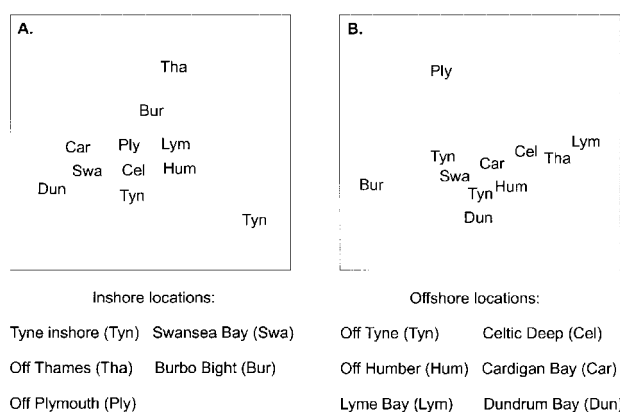 A.
Tha
Bur
Car Ply Lym
Swa Cel Hum
Dun
Tyn
Tyn
B.
Ply
Lym
Tyn Car Cel Tha
Swa
Bur Tyn Hum
Dun
Inshore locations:
Tyne inshore (Tyn) Swansea Bay (Swa)
Off Thames (Tha) Burbo Bight (Bur)
Off Plymouth (Ply)
Offshore locations:
Off Tyne (Tyn) Celtic Deep (Cel)
Off Humber (Hum) Cardigan Bay (Car)
Lyme Bay (Lym) Dundrum Bay (Dun)